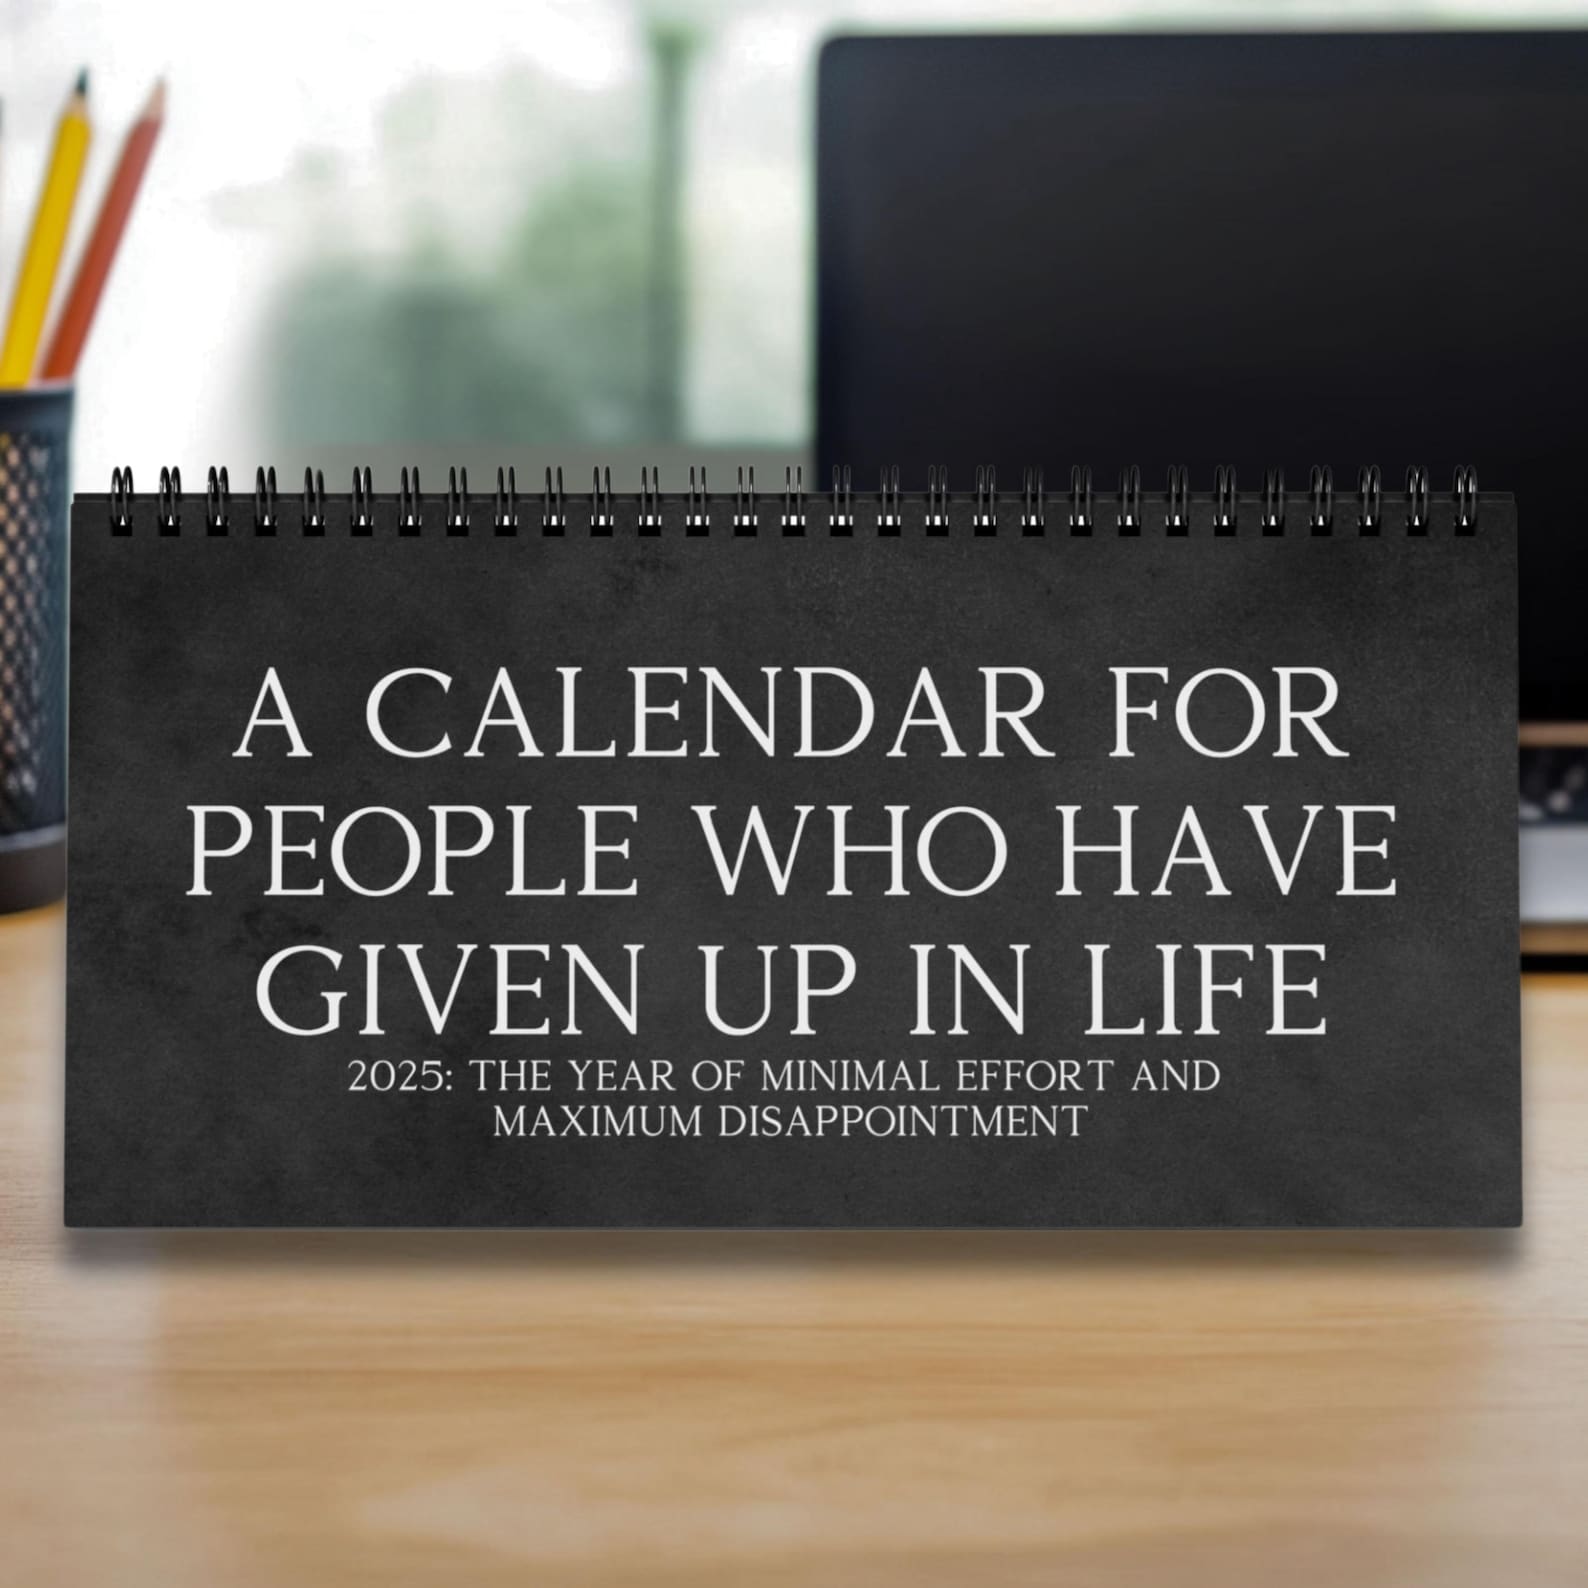 A CALENDAR FOR
PEOPLE WHO HAVE
GIVEN UP IN LIFE
2025: THE YEAR OF MINIMAL EFFORT AND
MAXIMUM DISAPPOINTMENT